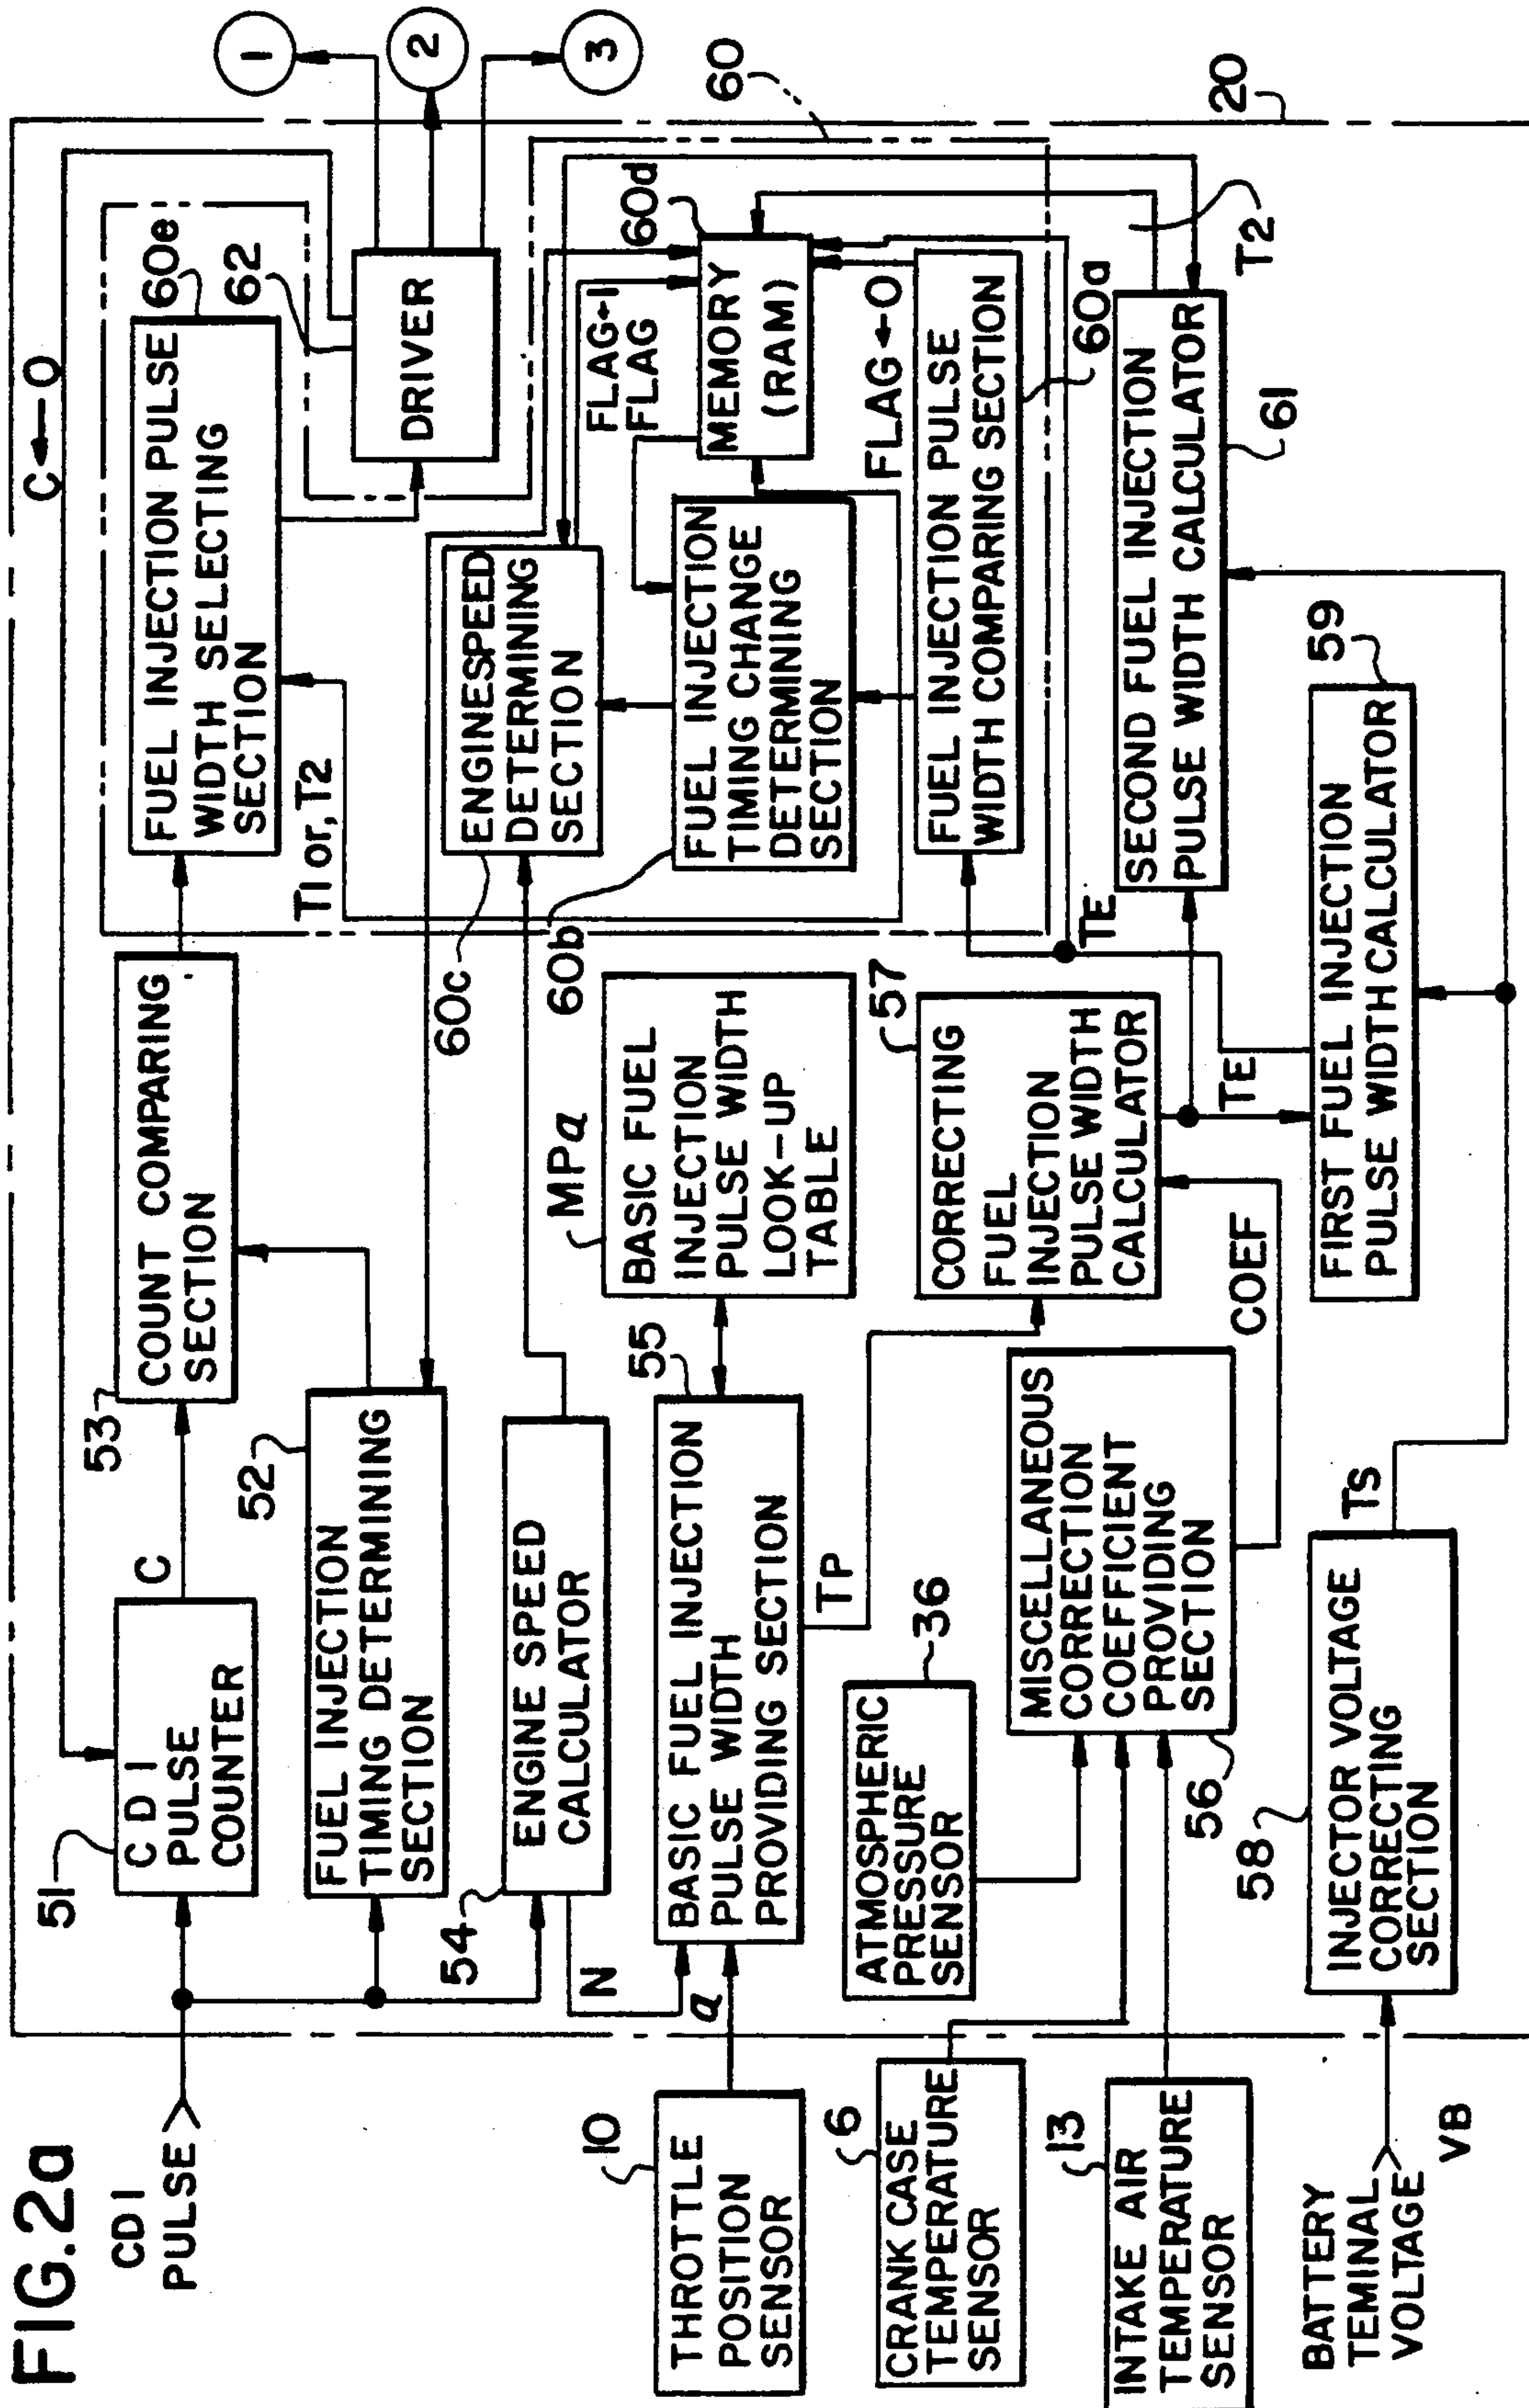 FIG.2a
CDI
PULSE
51
CDI
PULSE
COUNTER
C
53
COUNT COMPARING
SECTION
C←0
FUEL INJECTION PULSE
WIDTH SELECTING
SECTION
60e
62
DRIVER
1
2
3
52
FUEL INJECTION
TIMING DETERMINING
SECTION
T1 or, T2
54
ENGINE SPEED
CALCULATOR
N
60c
ENGINESPEED
DETERMINING
SECTION
FLAG←1
FLAG
60
10
THROTTLE
POSITION
SENSOR
α
BASIC FUEL INJECTION
PULSE WIDTH
PROVIDING SECTION
55
MPα
BASIC FUEL
INJECTION
PULSE WIDTH
LOOK-UP
TABLE
60b
FUEL INJECTION
TIMING CHANGE
DETERMINING
SECTION
60d
MEMORY
(RAM)
FLAG←0
20
6
CRANK CASE
TEMPERATURE
SENSOR
ATMOSPHERIC
PRESSURE
SENSOR
36
TP
57
CORRECTING
FUEL
INJECTION
PULSE WIDTH
CALCULATOR
FUEL INJECTION PULSE
WIDTH COMPARING SECTION
60a
TE
13
INTAKE AIR
TEMPERATURE
SENSOR
56
MISCELLANEOUS
CORRECTION
COEFFICIENT
PROVIDING
SECTION
COEF
TE
SECOND FUEL INJECTION
PULSE WIDTH CALCULATOR
61
T2
BATTERY
TEMINAL
VOLTAGE
VB
58
INJECTOR VOLTAGE
CORRECTING
SECTION
TS
FIRST FUEL INJECTION
PULSE WIDTH CALCULATOR
59